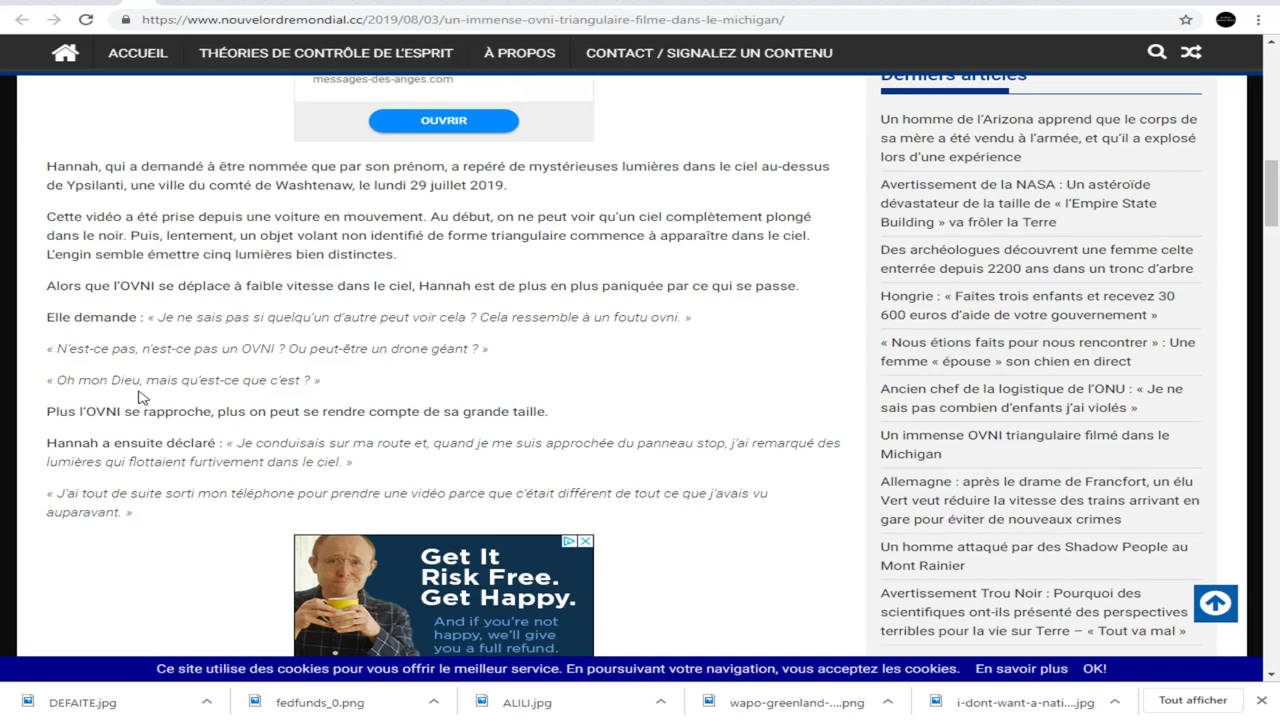 https://www.nouvelordremondial.cc/2019/08/03/un-immense-ovni-triangulaire-filme-dans-le-michigan/
ACCUEIL THÉORIES DE CONTRÔLE DE L'ESPRIT À PROPOS CONTACT / SIGNALEZ UN CONTENU
messages-des-anges.com
OUVRIR
Hannah, qui a demandé à être nommée que par son prénom, a repéré de mystérieuses lumières dans le ciel au-dessus
de Ypsilanti, une ville du comté de Washtenaw, le lundi 29 juillet 2019.
Cette vidéo a été prise depuis une voiture en mouvement. Au début, on ne peut voir qu'un ciel complètement plongé
dans le noir. Puis, lentement, un objet volant non identifié de forme triangulaire commence à apparaître dans le ciel.
L'engin semble émettre cinq lumières bien distinctes.
Alors que l'OVNI se déplace à faible vitesse dans le ciel, Hannah est de plus en plus paniquée par ce qui se passe.
Elle demande : « Je ne sais pas si quelqu'un d'autre peut voir cela ? Cela ressemble à un foutu ovni. »
« N'est-ce pas, n'est-ce pas un OVNI ? Ou peut-être un drone géant ? »
« Oh mon Dieu, mais qu'est-ce que c'est ? »
Plus l'OVNI se rapproche, plus on peut se rendre compte de sa grande taille.
Hannah a ensuite déclaré : « Je conduisais sur ma route et, quand je me suis approchée du panneau stop, j'ai remarqué des
lumières qui flottaient furtivement dans le ciel. »
« J'ai tout de suite sorti mon téléphone pour prendre une vidéo parce que c'était différent de tout ce que j'avais vu
auparavant. »
Get It
Risk Free.
Get Happy.
And if you're not
happy, we'll give
you a full refund.
Derniers articles
Un homme de l'Arizona apprend que le corps de
sa mère a été vendu à l'armée, et qu'il a explosé
lors d'une expérience
Avertissement de la NASA : Un astéroïde
dévastateur de la taille de « l'Empire State
Building » va frôler la Terre
Des archéologues découvrent une femme celte
enterrée depuis 2200 ans dans un tronc d'arbre
Hongrie : « Faites trois enfants et recevez 30
600 euros d'aide de votre gouvernement »
« Nous étions faits pour nous rencontrer » : Une
femme « épouse » son chien en direct
Ancien chef de la logistique de l'ONU : « Je ne
sais pas combien d'enfants j'ai violés »
Un immense OVNI triangulaire filmé dans le
Michigan
Allemagne : après le drame de Francfort, un élu
Vert veut réduire la vitesse des trains arrivant en
gare pour éviter de nouveaux crimes
Un homme attaqué par des Shadow People au
Mont Rainier
Avertissement Trou Noir : Pourquoi des
scientifiques ont-ils présenté des perspectives
terribles pour la vie sur Terre – « Tout va mal »
Ce site utilise des cookies pour vous offrir le meilleur service. En poursuivant votre navigation, vous acceptez les cookies. En savoir plus OK!
DEFAITE.jpg fedfunds_0.png ALILI.jpg wapo-greenland-....png i-dont-want-a-nati....jpg Tout afficher